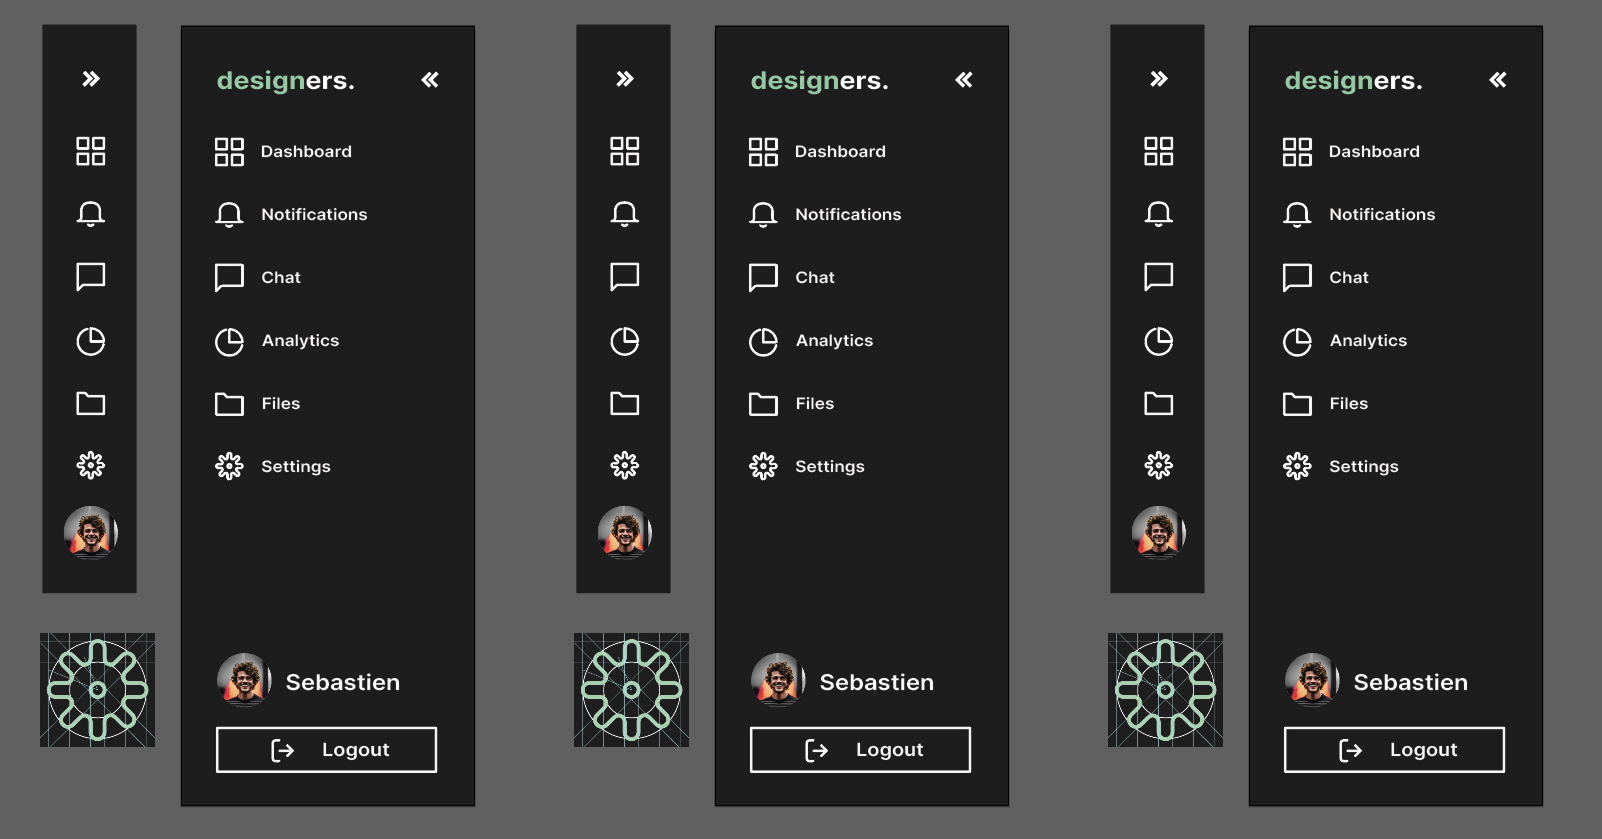 designers.
Dashboard
Notifications
Chat
Analytics
Files
Settings
Sebastien
Logout
designers.
Dashboard
Notifications
Chat
Analytics
Files
Settings
Sebastien
Logout
designers.
Dashboard
Notifications
Chat
Analytics
Files
Settings
Sebastien
Logout